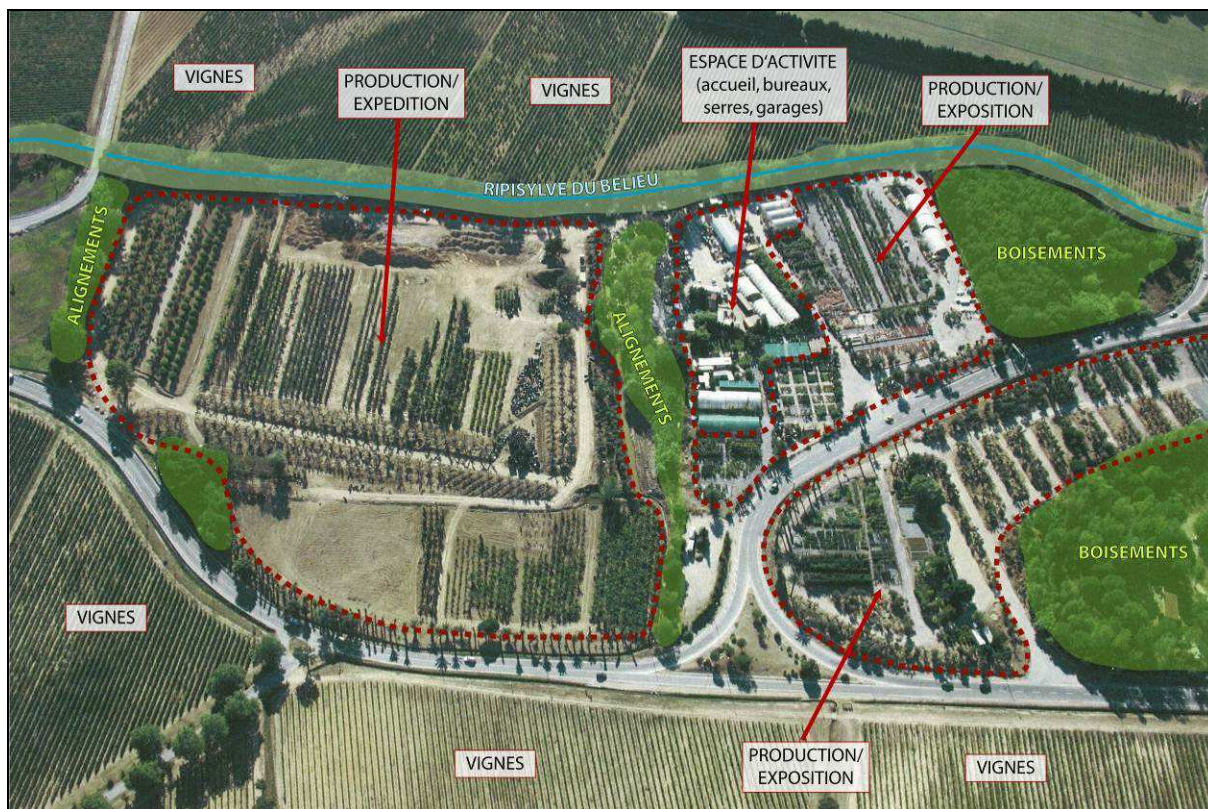 VIGNES
PRODUCTION/
EXPEDITION
VIGNES
ESPACE D'ACTIVITE
(accueil, bureaux,
serres, garages)
PRODUCTION/
EXPOSITION
RIPISYLVE DU BELIEU
ALIGNEMENTS
ALIGNEMENTS
BOISEMENTS
BOISEMENTS
VIGNES
VIGNES
PRODUCTION/
EXPOSITION
VIGNES